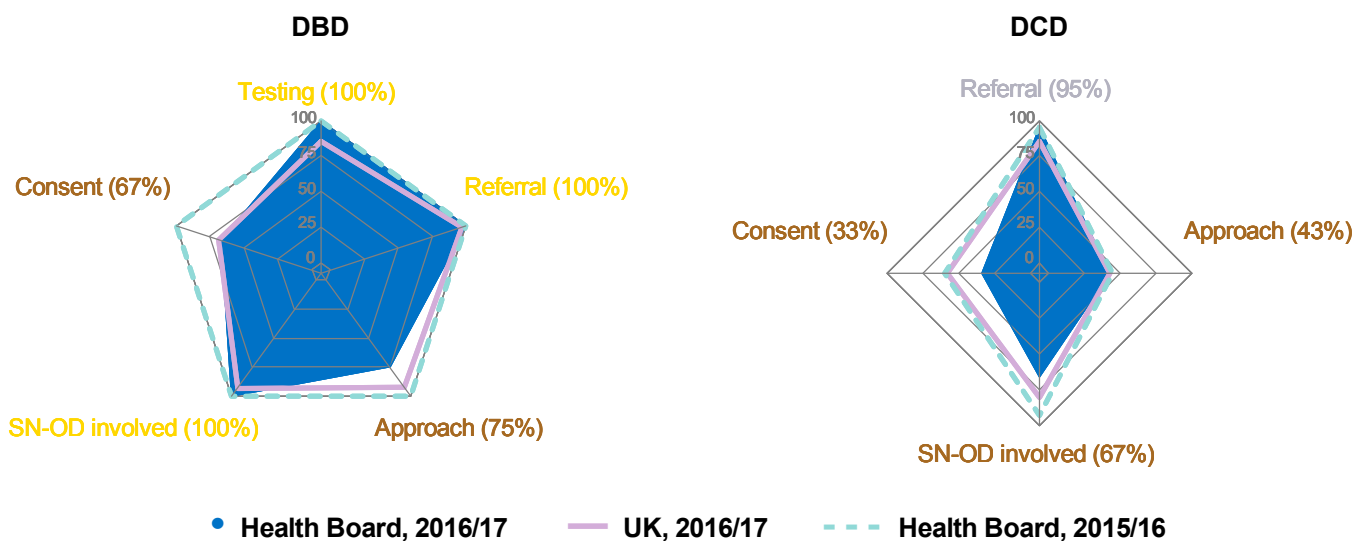 DBD
Testing (100%)
100
75
50
25
0
Consent (67%)
Referral (100%)
SN-OD involved (100%)
Approach (75%)
DCD
Referral (95%)
100
75
50
25
0
Consent (33%)
Approach (43%)
SN-OD involved (67%)
Health Board, 2016/17
UK, 2016/17
Health Board, 2015/16